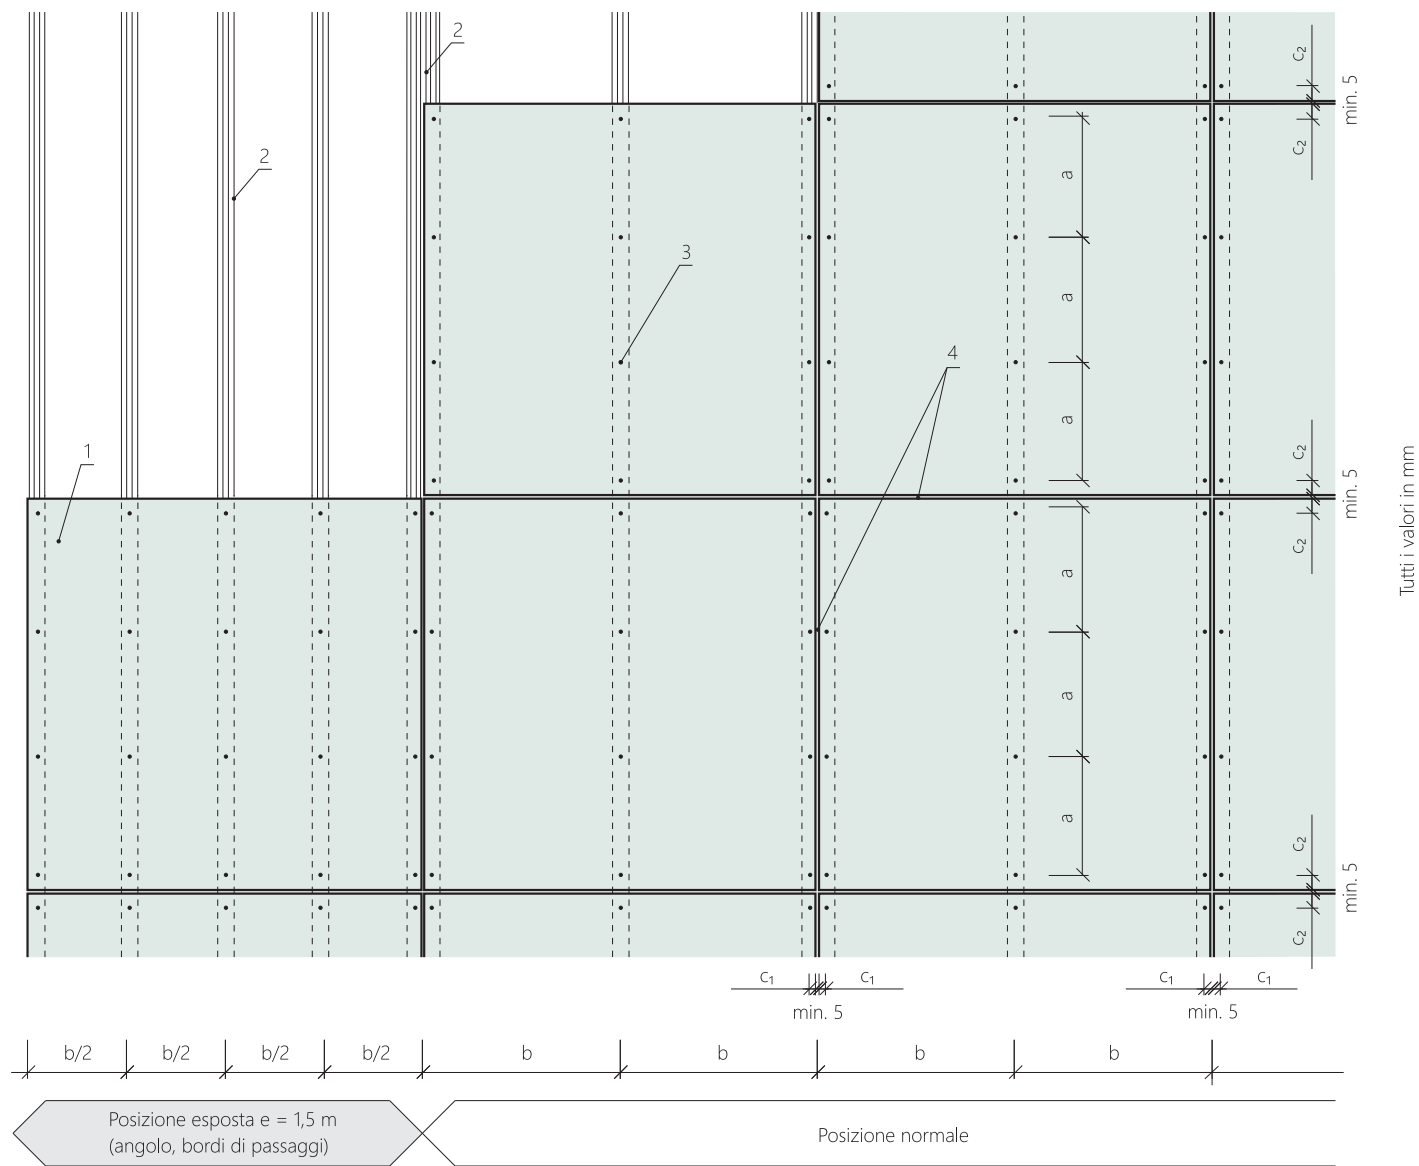 2
c₂
min. 5
c₂
2
a
3
a
4
a
1
c₂
min. 5
c₂
a
a
a
c₂
min. 5
c₂
Tutti i valori in mm
c₁
c₁
c₁
c₁
min. 5
min. 5
b/2
b/2
b/2
b/2
b
b
b
b
Posizione esposta e = 1,5 m
(angolo, bordi di passaggi)
Posizione normale